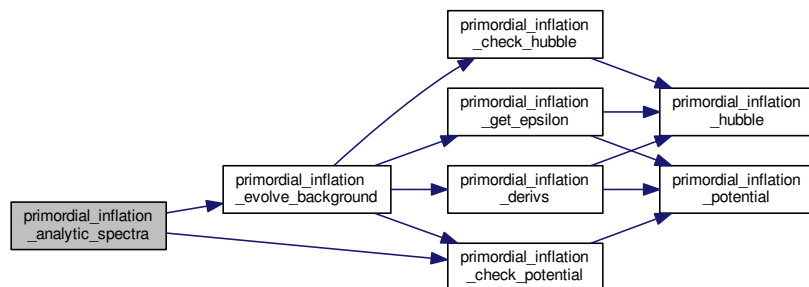 primordial_inflation
_check_hubble
primordial_inflation
_get_epsilon
primordial_inflation
_hubble
primordial_inflation
_evolve_background
primordial_inflation
_derivs
primordial_inflation
_potential
primordial_inflation
_analytic_spectra
primordial_inflation
_check_potential